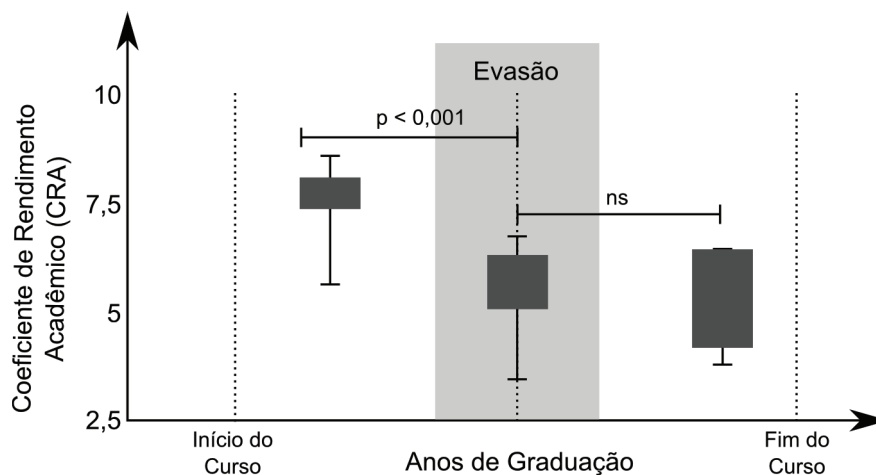 Evasão
10
p < 0,001
7,5
ns
5
2,5
Coeficiente de Rendimento
Acadêmico (CRA)
Início do
Curso
Anos de Graduação
Fim do
Curso